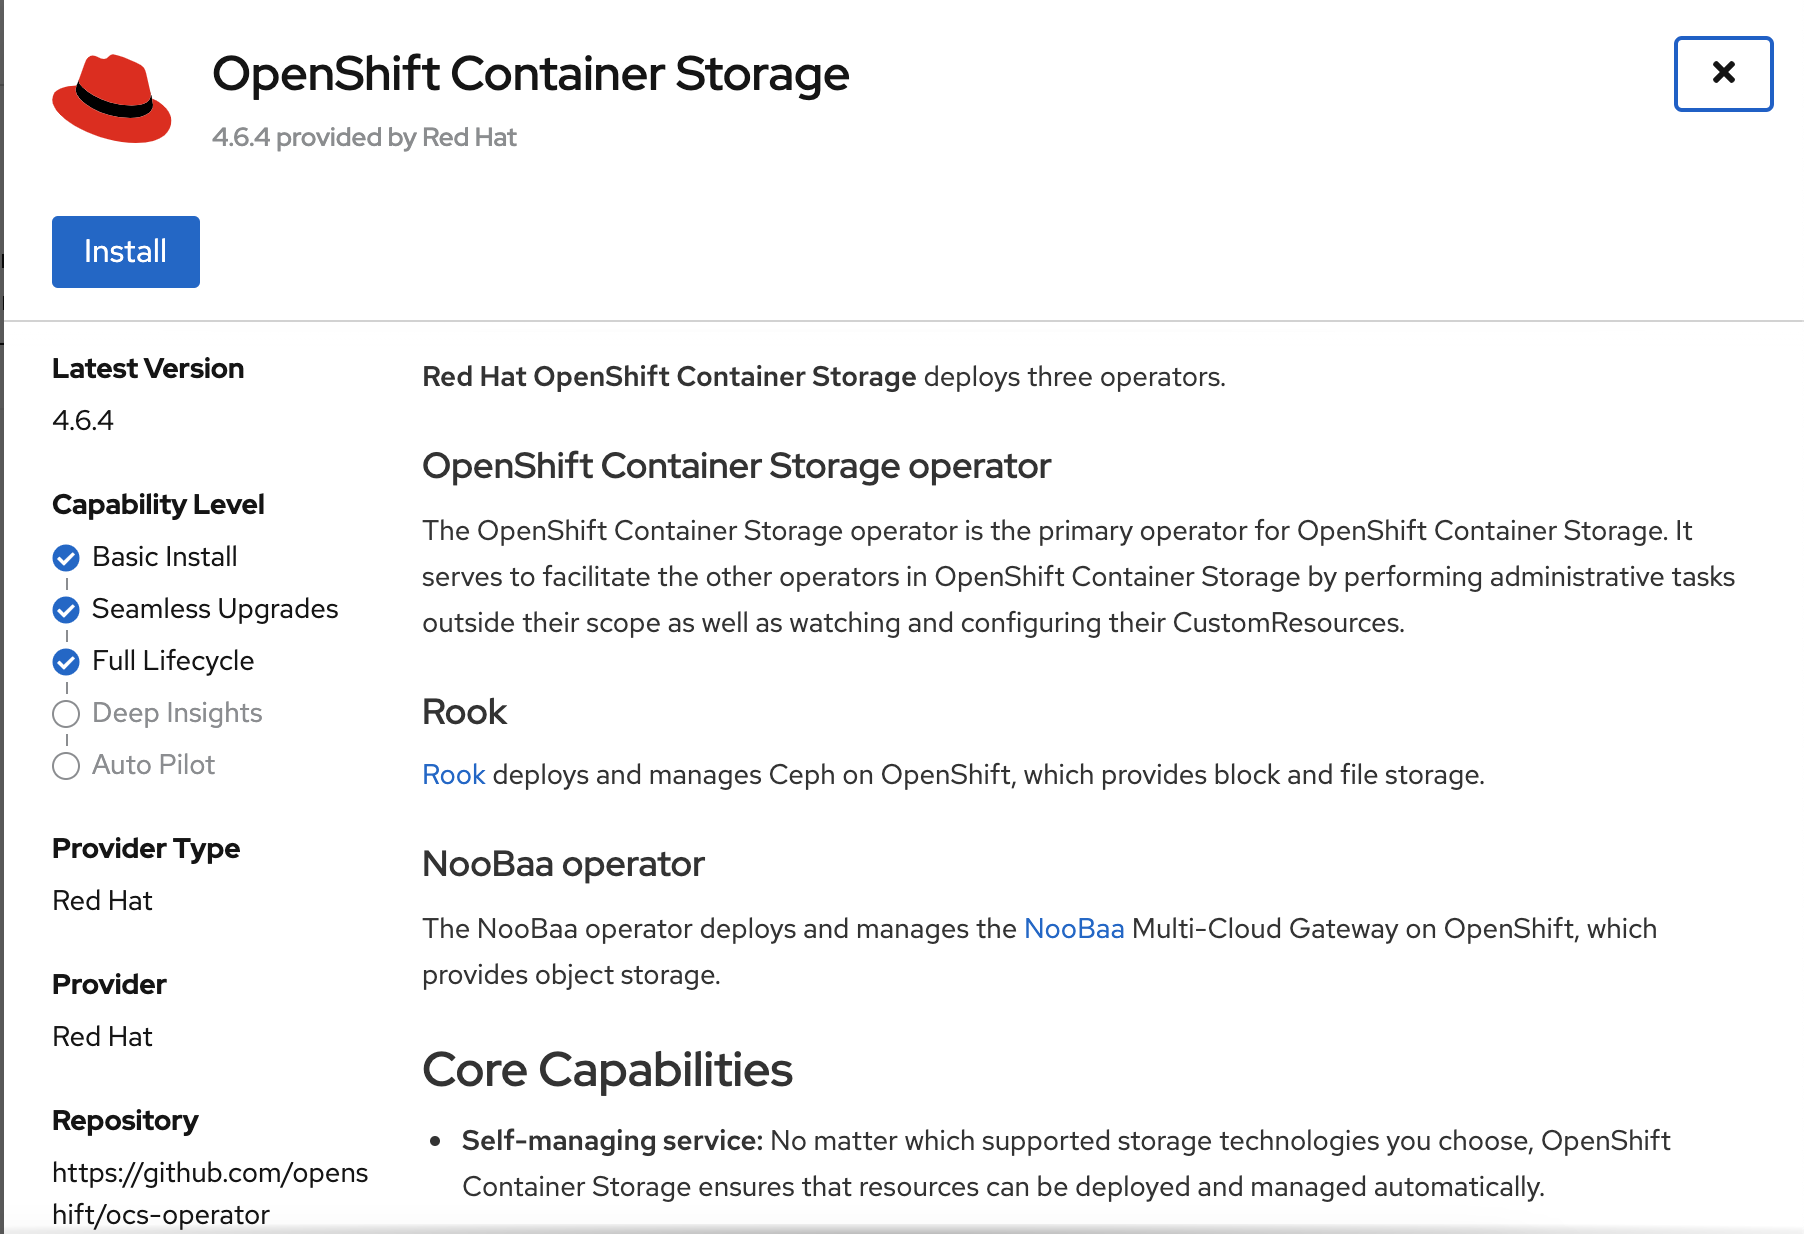 OpenShift Container Storage
4.6.4 provided by Red Hat
Install
Latest Version
4.6.4
Capability Level
Basic Install
Seamless Upgrades
Full Lifecycle
Deep Insights
Auto Pilot
Provider Type
Red Hat
Provider
Red Hat
Repository
https://github.com/opens
hift/ocs-operator
Red Hat OpenShift Container Storage deploys three operators.
OpenShift Container Storage operator
The OpenShift Container Storage operator is the primary operator for OpenShift Container Storage. It
serves to facilitate the other operators in OpenShift Container Storage by performing administrative tasks
outside their scope as well as watching and configuring their CustomResources.
Rook
Rook deploys and manages Ceph on OpenShift, which provides block and file storage.
NooBaa operator
The NooBaa operator deploys and manages the NooBaa Multi-Cloud Gateway on OpenShift, which
provides object storage.
Core Capabilities
• Self-managing service: No matter which supported storage technologies you choose, OpenShift
Container Storage ensures that resources can be deployed and managed automatically.